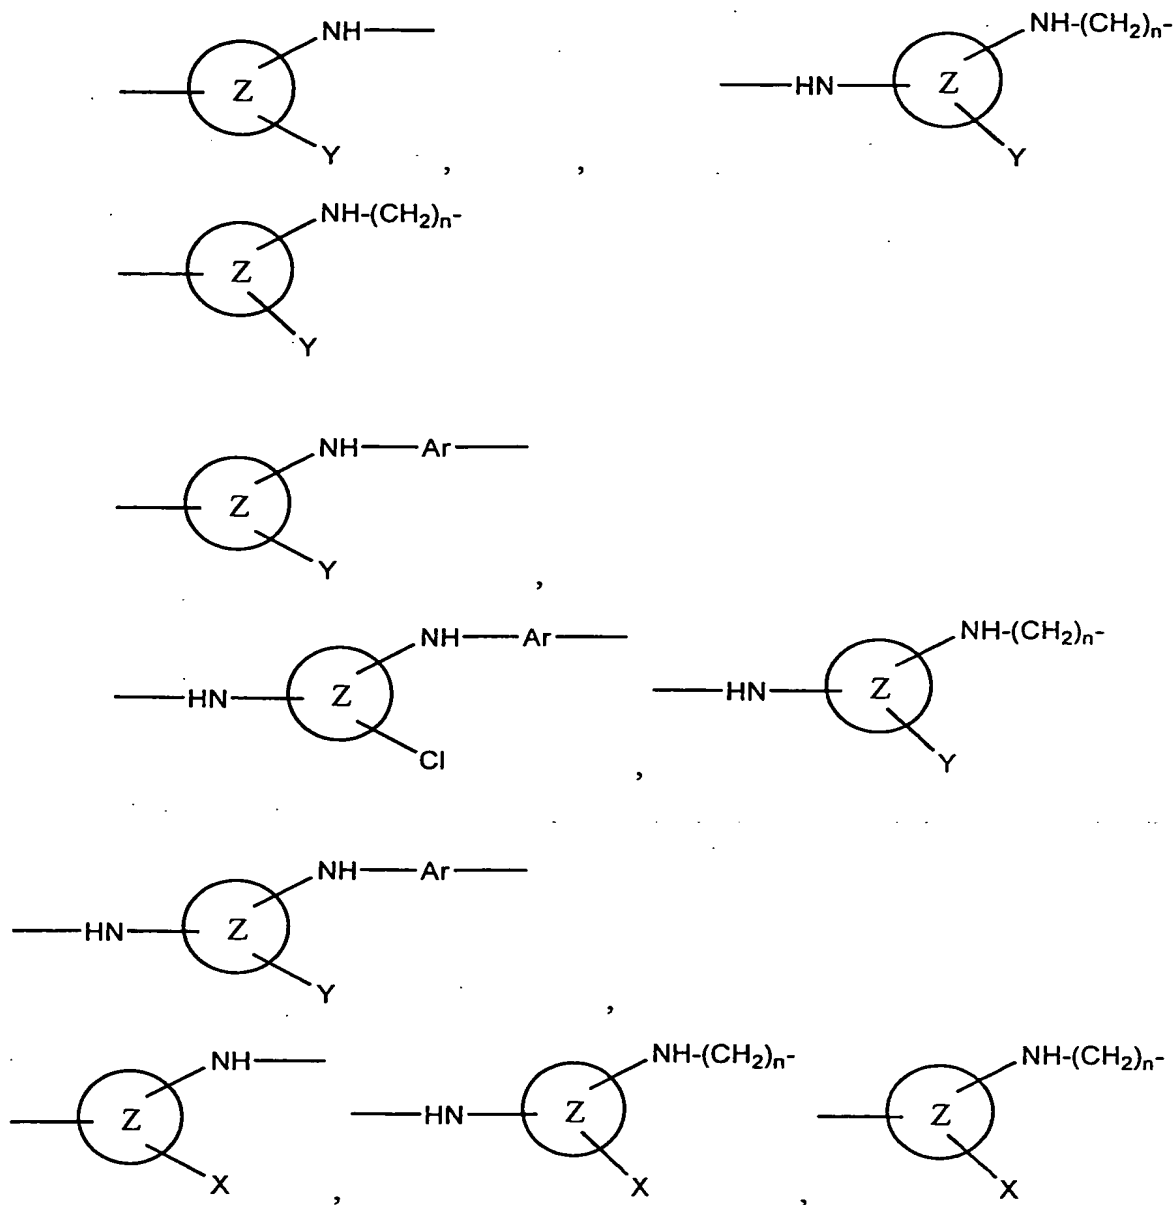 NH NH-(CH₂)ₙ-
Z HN Z
Y , , Y
NH-(CH₂)ₙ-
Z
Y
NH Ar
Z
Y ,
NH Ar NH-(CH₂)ₙ-
HN Z HN Z
Cl , Y
NH Ar
HN Z
Y ,
NH NH-(CH₂)ₙ- NH-(CH₂)ₙ-
Z HN Z Z
X , X , X